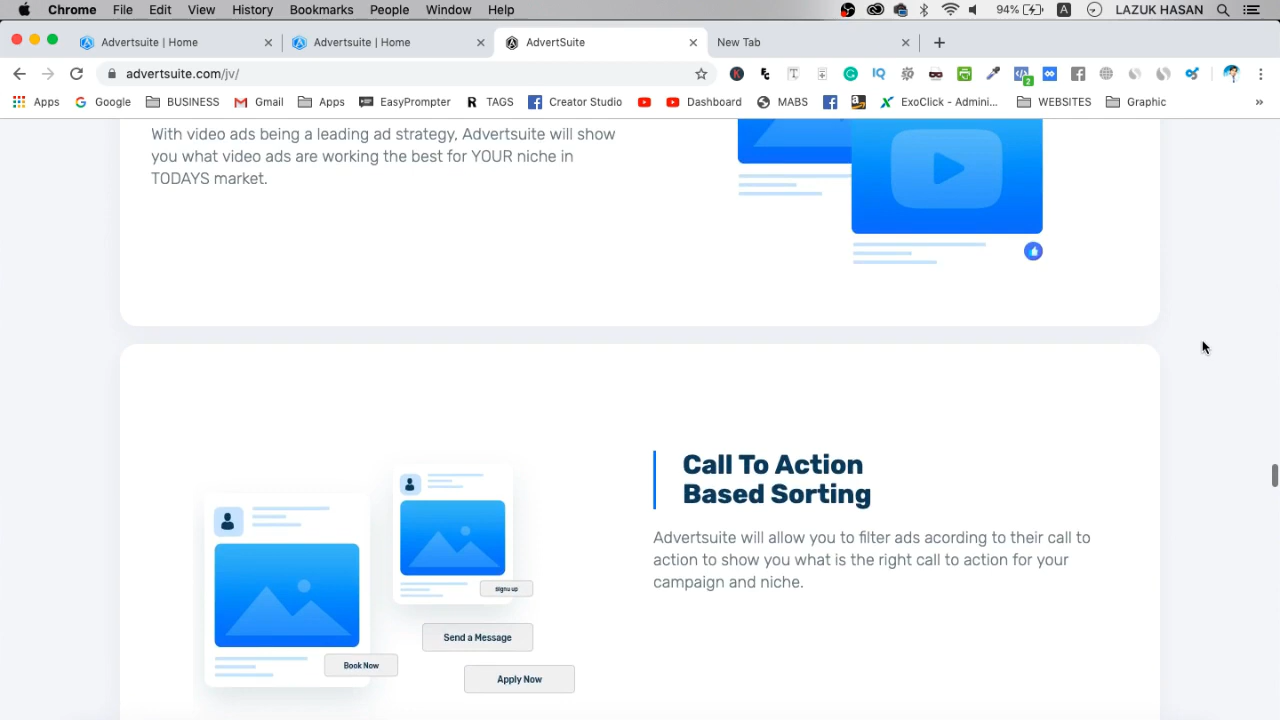 Chrome File Edit View History Bookmarks People Window Help 94% A LAZUK HASAN
Advertsuite | Home Advertsuite | Home AdvertSuite New Tab
advertsuite.com/jv/
Apps Google BUSINESS Gmail Apps EasyPrompter TAGS Creator Studio Dashboard MABS ExoClick - Admini... WEBSITES Graphic »
With video ads being a leading ad strategy, Advertsuite will show
you what video ads are working the best for YOUR niche in
TODAYS market.
Call To Action
Based Sorting
Advertsuite will allow you to filter ads acording to their call to
action to show you what is the right call to action for your
campaign and niche.
Sign up
Send a Message
Book Now
Apply Now